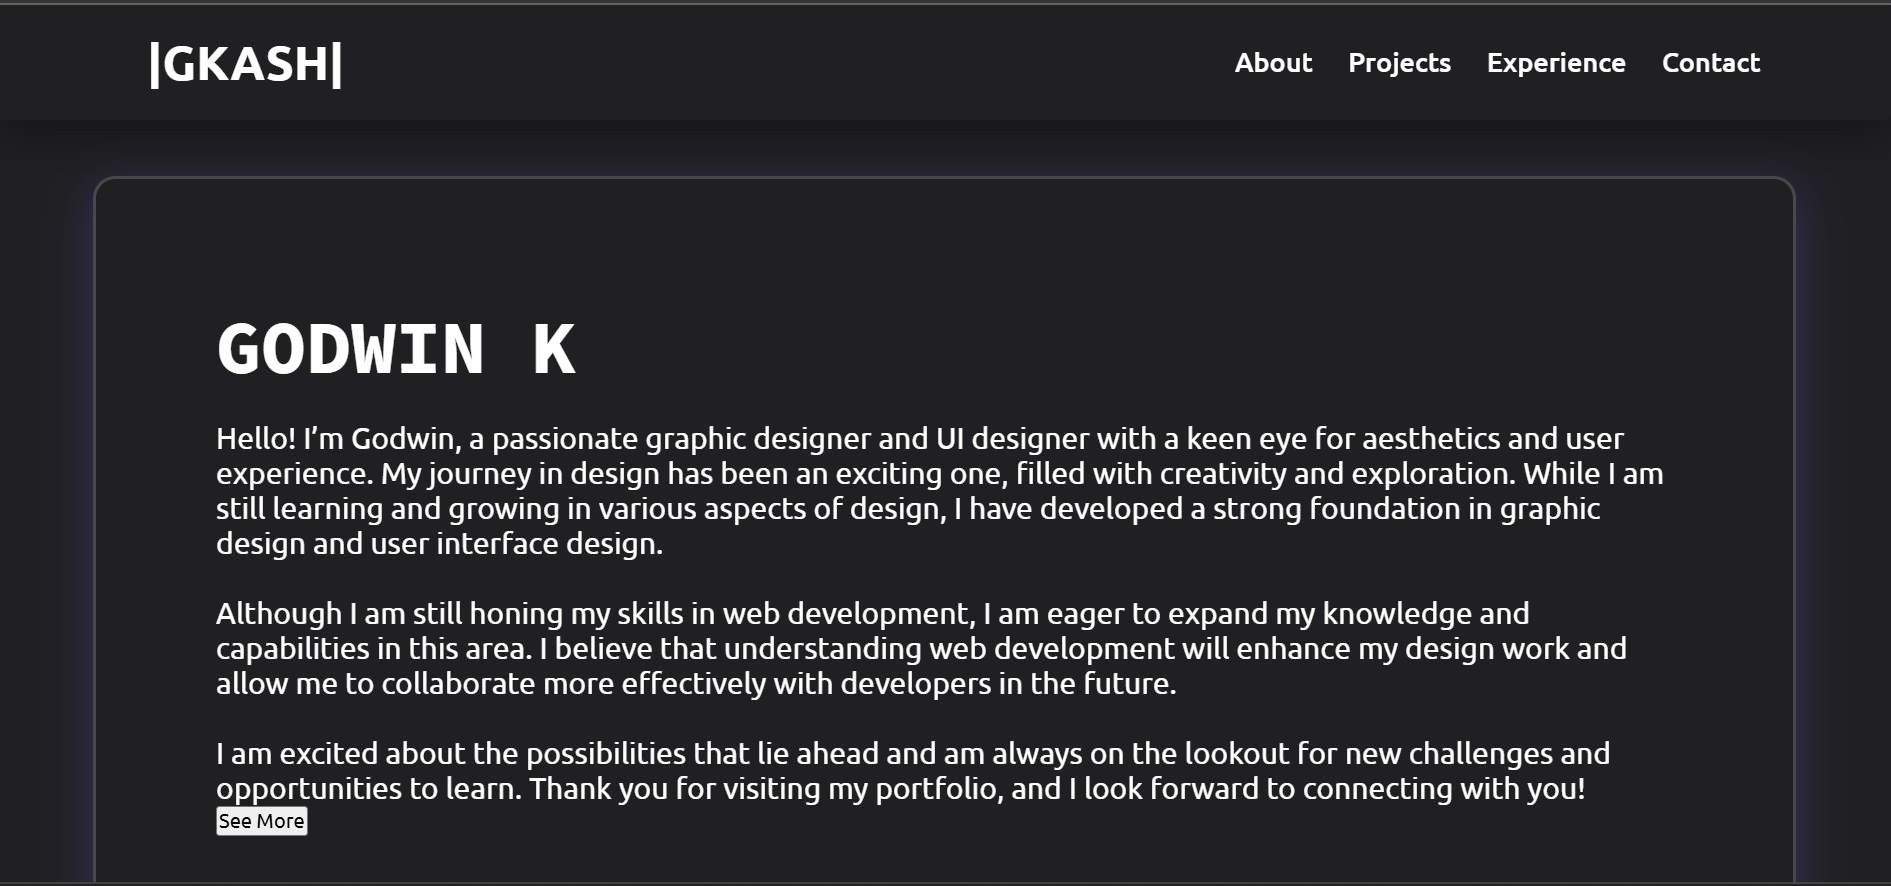 |GKASH|
About Projects Experience Contact
GODWIN K
Hello! I’m Godwin, a passionate graphic designer and UI designer with a keen eye for aesthetics and user
experience. My journey in design has been an exciting one, filled with creativity and exploration. While I am
still learning and growing in various aspects of design, I have developed a strong foundation in graphic
design and user interface design.
Although I am still honing my skills in web development, I am eager to expand my knowledge and
capabilities in this area. I believe that understanding web development will enhance my design work and
allow me to collaborate more effectively with developers in the future.
I am excited about the possibilities that lie ahead and am always on the lookout for new challenges and
opportunities to learn. Thank you for visiting my portfolio, and I look forward to connecting with you!
See More